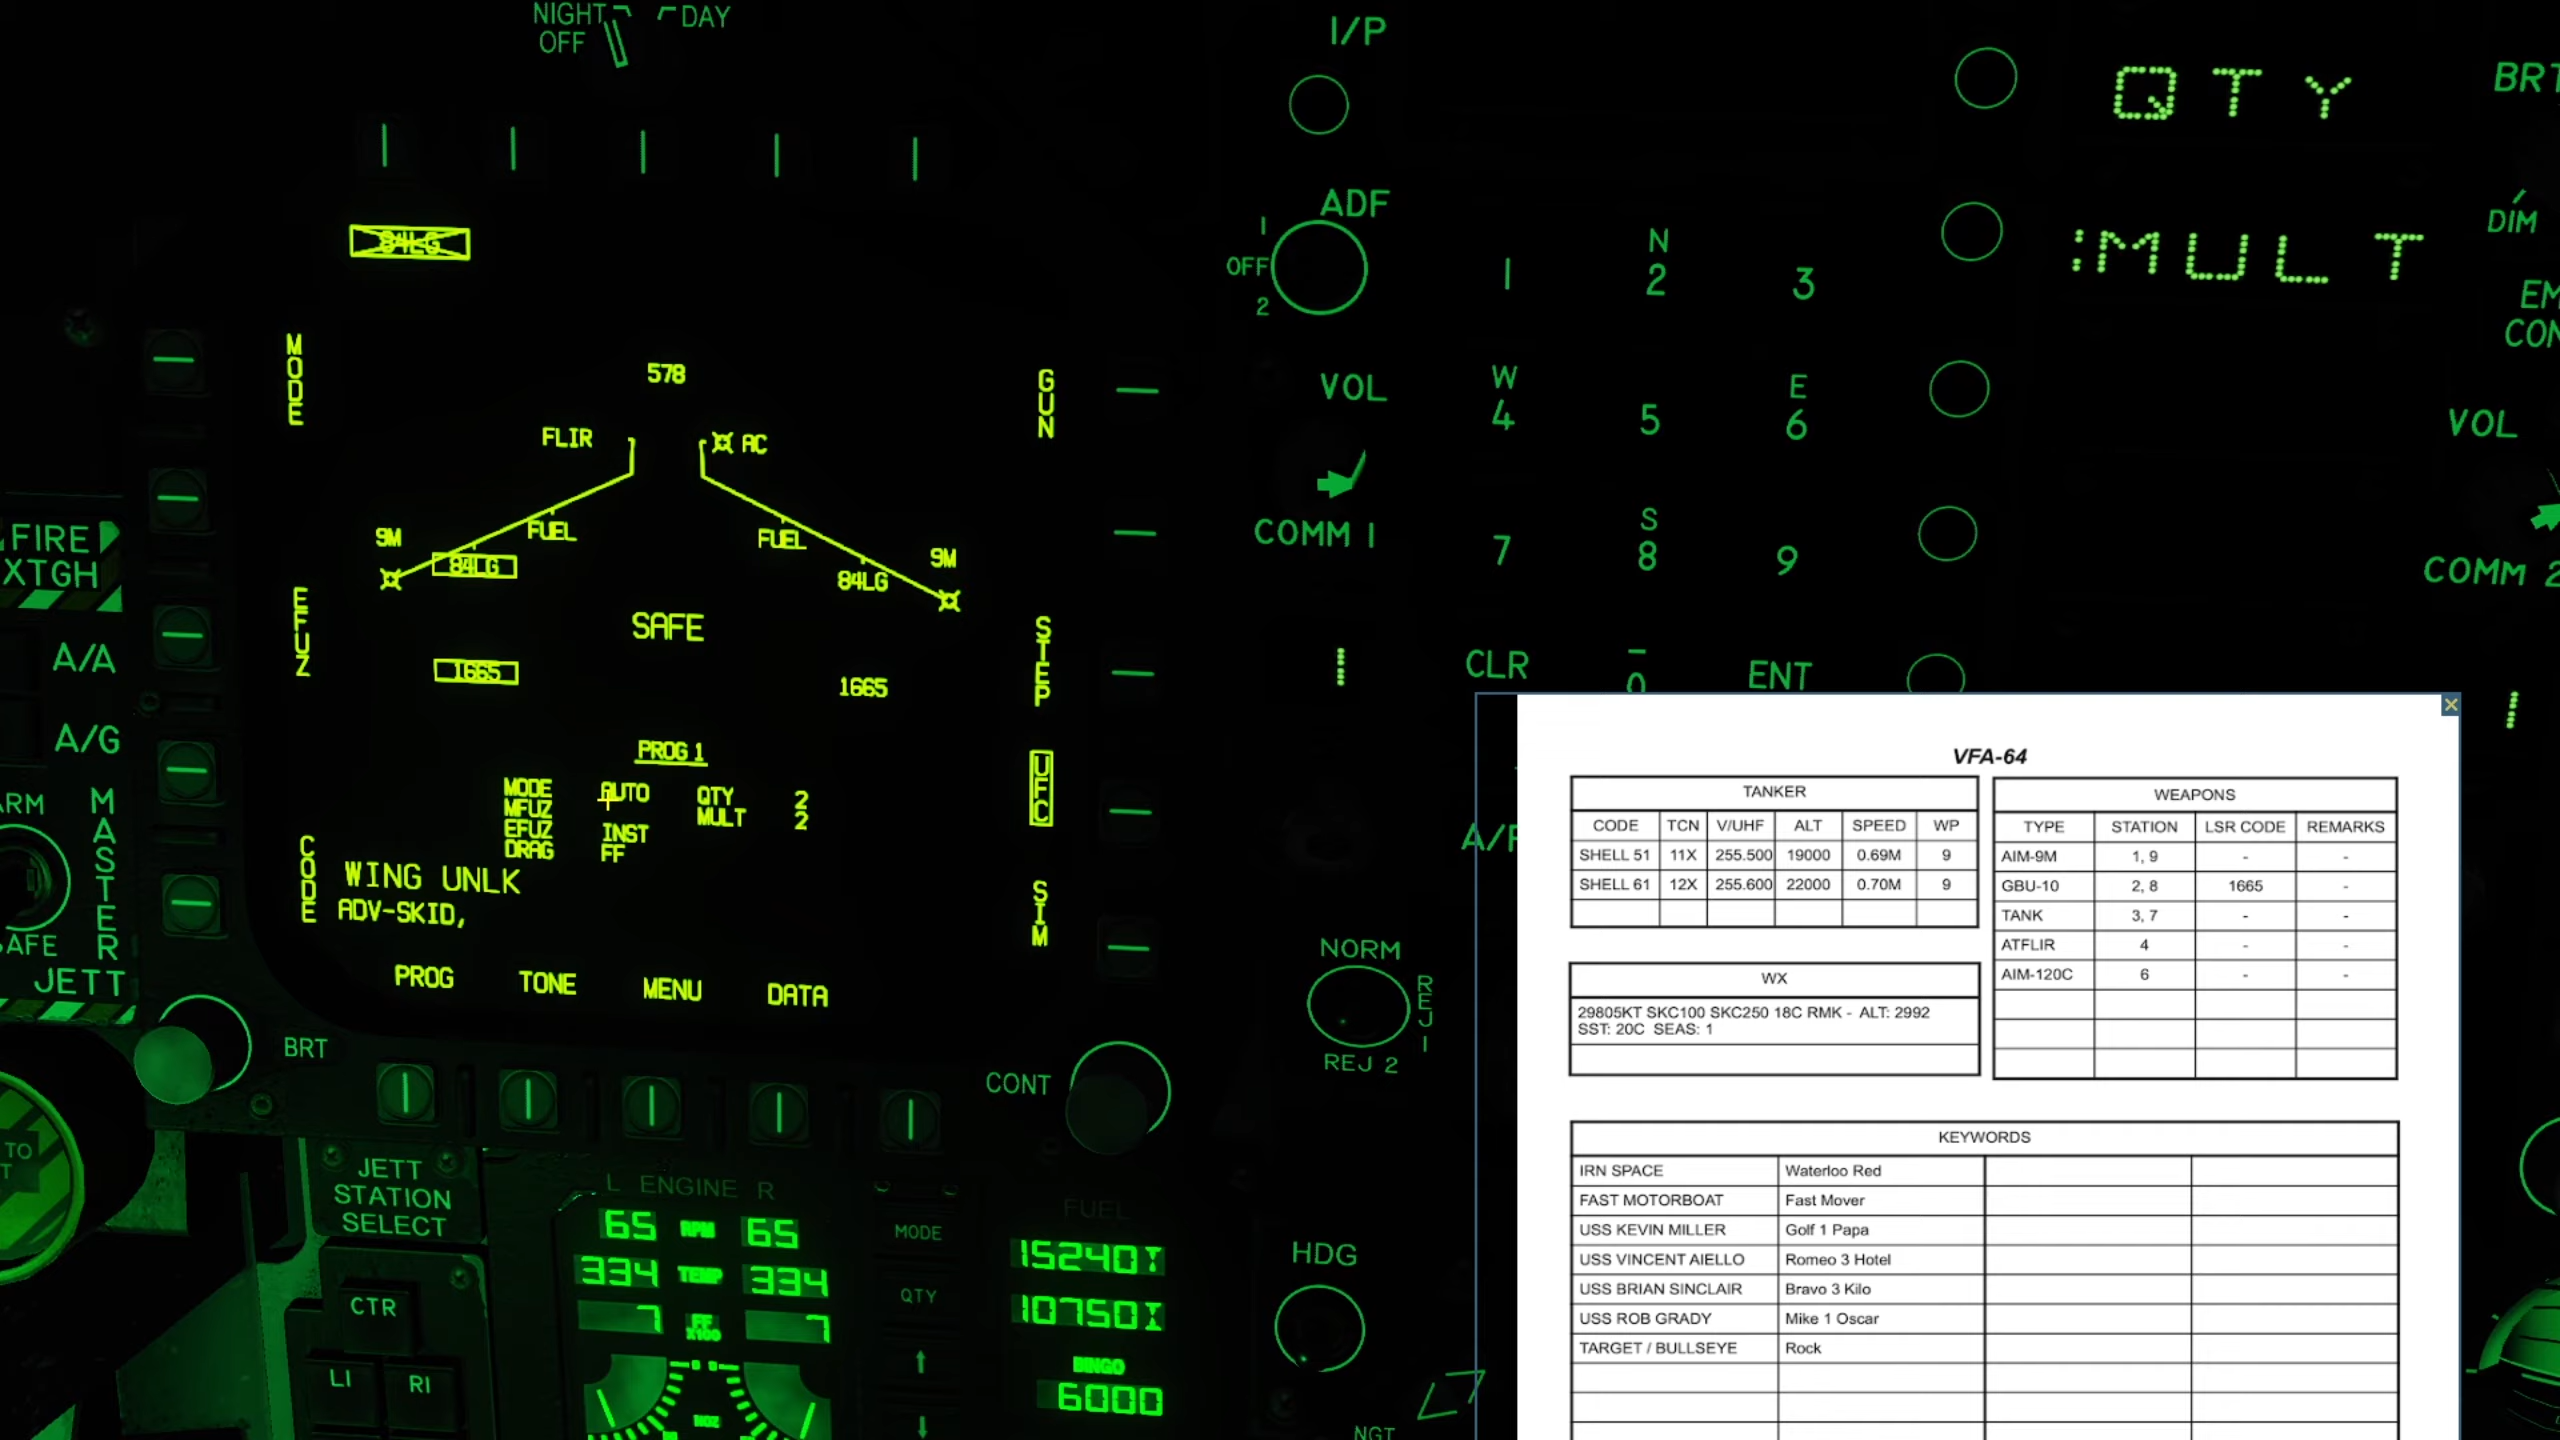 NIGHT
OFF
DAY
I/P
QTY
BRT
ADF
1
OFF
2
:MULT
DIM
84LG
N
1 2 3
MODE
578
GUN
VOL
W
4 5
E
6
VOL
FLIR
AC
COMM 1
S
7 8 9
COMM 2
FIRE
XTGH
9M
FUEL
FUEL
9M
84LG
84LG
EFUZ
SAFE
STEP
1665
1665
CLR
0
ENT
A/A
A/G
MASTER
PROG 1
UFC
MODE AUTO QTY 2
MFUZ MULT 2
EFUZ INST
DRAG FF
CODE
WING UNLK
ADV-SKID,
SIM
JETT
PROG TONE MENU DATA
BRT
CONT
NORM
REJ 1
REJ 2
HDG
TO
JETT
STATION
SELECT
L ENGINE R
65 RPM 65
334 TEMP 334
7 FF 7
X100
NOZ
MODE
QTY
FUEL
15240T
10750I
BINGO
6000
CTR
LI RI
NGT
VFA-64
TANKER
CODE TCN V/UHF ALT SPEED WP
SHELL 51 11X 255.500 19000 0.69M 9
SHELL 61 12X 255.600 22000 0.70M 9
WEAPONS
TYPE STATION LSR CODE REMARKS
AIM-9M 1, 9 - -
GBU-10 2, 8 1665 -
TANK 3, 7 - -
ATFLIR 4 - -
AIM-120C 6 - -
WX
29805KT SKC100 SKC250 18C RMK - ALT: 2992
SST: 20C SEAS: 1
KEYWORDS
IRN SPACE Waterloo Red
FAST MOTORBOAT Fast Mover
USS KEVIN MILLER Golf 1 Papa
USS VINCENT AIELLO Romeo 3 Hotel
USS BRIAN SINCLAIR Bravo 3 Kilo
USS ROB GRADY Mike 1 Oscar
TARGET / BULLSEYE Rock